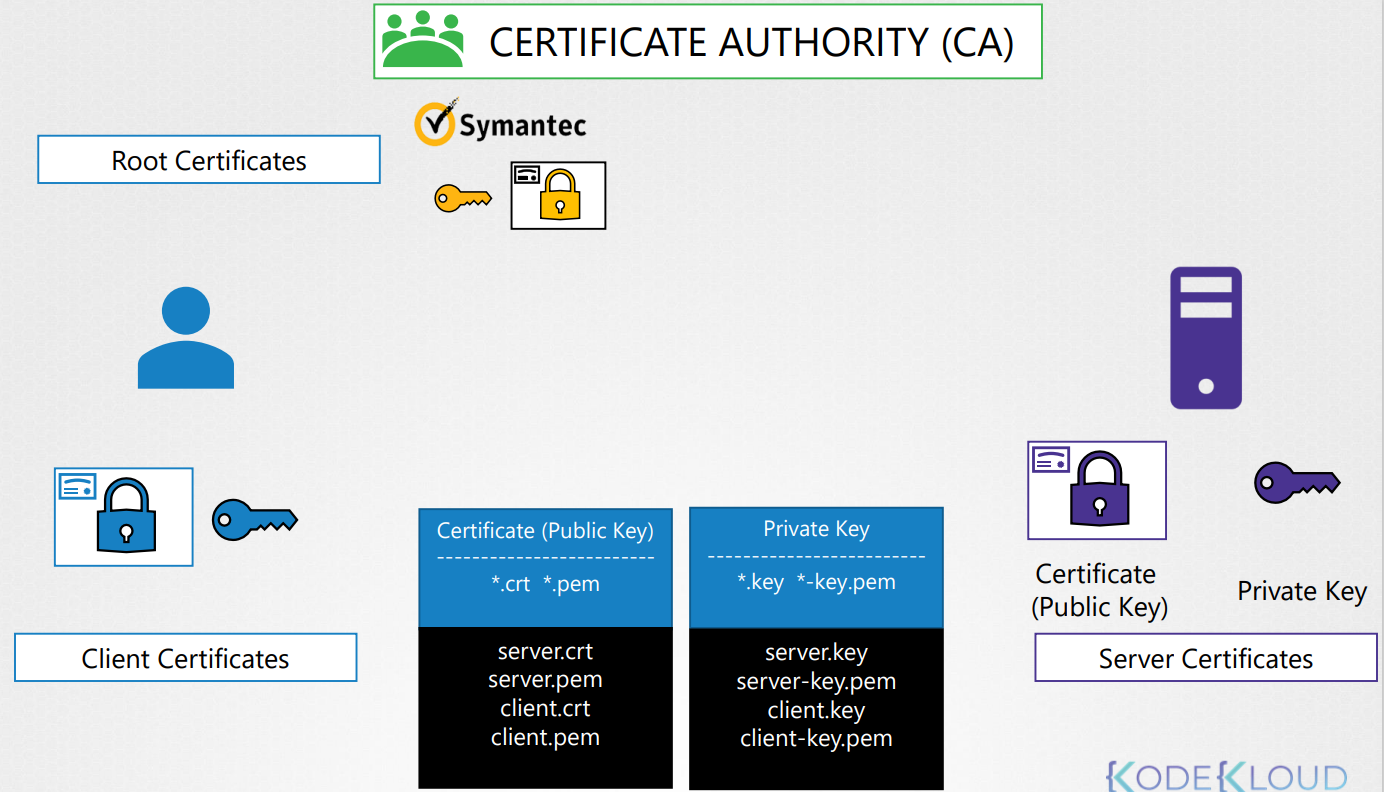 CERTIFICATE AUTHORITY (CA)
Symantec
Root Certificates
Certificate (Public Key)
-------------------------
*.crt *.pem
server.crt
server.pem
client.crt
client.pem
Private Key
-------------------------
*.key *-key.pem
server.key
server-key.pem
client.key
client-key.pem
Certificate
(Public Key)
Private Key
Client Certificates
Server Certificates
KODEKLOUD